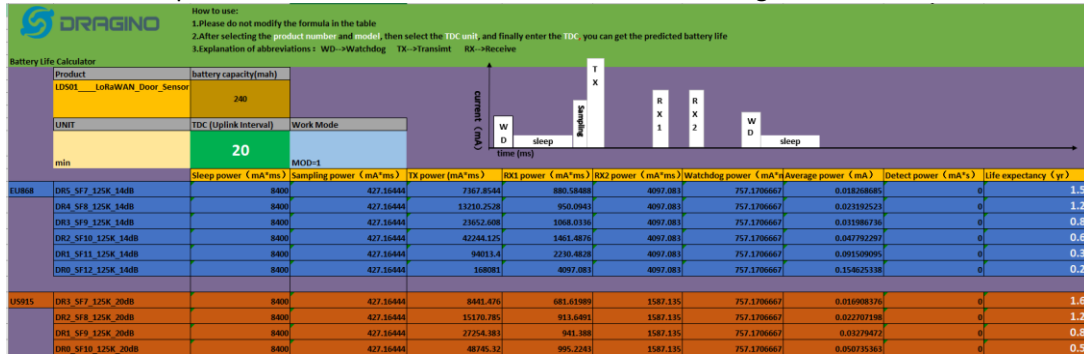 DRAGINO
How to use:
1.Please do not modify the formula in the table
2.After selecting the product number and model, then select the TDC unit, and finally enter the TDC, you can get the predicted battery life
3.Explanation of abbreviations: WD-->Watchdog TX-->Transimt RX-->Receive
Battery Life Calculator
Product battery capacity(mah)
LDS01____LoRaWAN_Door_Sensor 240
UNIT TDC (Uplink Interval) Work Mode
min 20 MOD=1
current (mA)
WD
sleep
Sampling
TX
RX1
RX2
WD
sleep
time (ms)
Sleep power (mA*ms) Sampling power (mA*ms) TX power (mA*ms) RX1 power (mA*ms) RX2 power (mA*ms) Watchdog power (mA*m Average power (mA) Detect power (mA*s) Life expectancy (yr)
EU868 DR5_SF7_125K_14dB 8400 427.16444 7367.8544 880.58488 4097.083 757.1706667 0.018268685 0 1.5
DR4_SF8_125K_14dB 8400 427.16444 13210.2528 950.0943 4097.083 757.1706667 0.023192523 0 1.2
DR3_SF9_125K_14dB 8400 427.16444 23652.608 1068.0336 4097.083 757.1706667 0.031986736 0 0.8
DR2_SF10_125K_14dB 8400 427.16444 42244.125 1461.4876 4097.083 757.1706667 0.047792297 0 0.6
DR1_SF11_125K_14dB 8400 427.16444 94013.4 2230.4828 4097.083 757.1706667 0.091509095 0 0.3
DR0_SF12_125K_14dB 8400 427.16444 168081 4097.083 4097.083 757.1706667 0.154625338 0 0.2
US915 DR3_SF7_125K_20dB 8400 427.16444 8441.476 681.61989 1587.135 757.1706667 0.016908376 0 1.6
DR2_SF8_125K_20dB 8400 427.16444 15170.785 913.6491 1587.135 757.1706667 0.022707198 0 1.2
DR1_SF9_125K_20dB 8400 427.16444 27254.383 941.388 1587.135 757.1706667 0.03279472 0 0.8
DR0_SF10_125K_20dB 8400 427.16444 48745.32 995.2243 1587.135 757.1706667 0.050735363 0 0.5